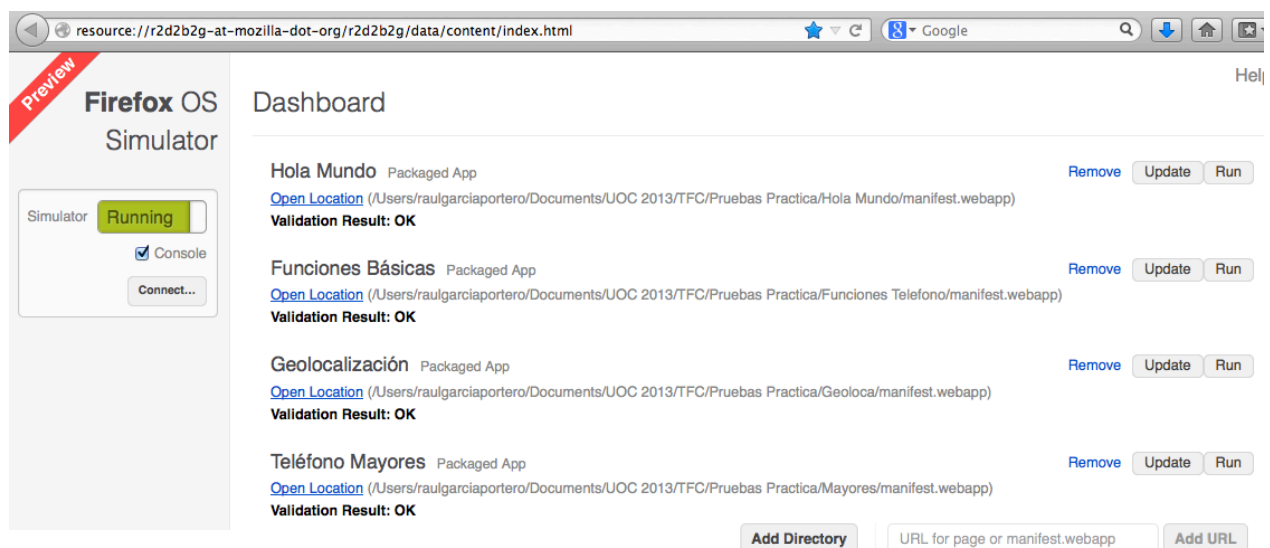 resource://r2d2b2g-at-mozilla-dot-org/r2d2b2g/data/content/index.html
8 Google
Preview
Firefox OS
Simulator
Simulator Running
Console
Connect...
Help
Dashboard
Hola Mundo Packaged App Remove Update Run
Open Location (/Users/raulgarciaportero/Documents/UOC 2013/TFC/Pruebas Practica/Hola Mundo/manifest.webapp)
Validation Result: OK
Funciones Básicas Packaged App Remove Update Run
Open Location (/Users/raulgarciaportero/Documents/UOC 2013/TFC/Pruebas Practica/Funciones Telefono/manifest.webapp)
Validation Result: OK
Geolocalización Packaged App Remove Update Run
Open Location (/Users/raulgarciaportero/Documents/UOC 2013/TFC/Pruebas Practica/Geoloca/manifest.webapp)
Validation Result: OK
Teléfono Mayores Packaged App Remove Update Run
Open Location (/Users/raulgarciaportero/Documents/UOC 2013/TFC/Pruebas Practica/Mayores/manifest.webapp)
Validation Result: OK
Add Directory URL for page or manifest.webapp Add URL